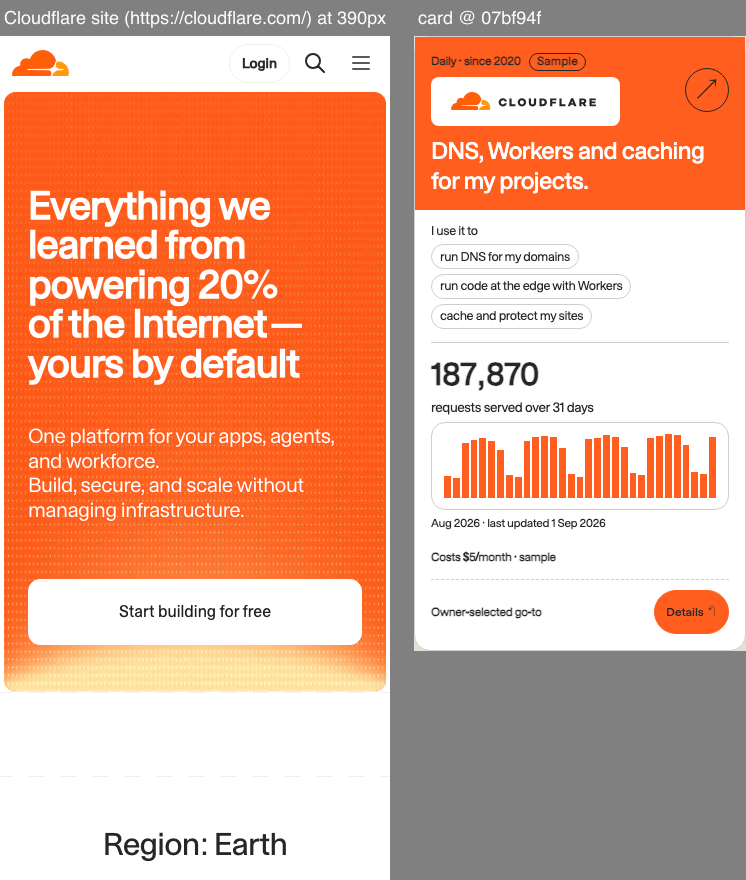 Cloudflare site (https://cloudflare.com/) at 390px
Login
Everything we
learned from
powering 20%
of the Internet—
yours by default
One platform for your apps, agents,
and workforce.
Build, secure, and scale without
managing infrastructure.
Start building for free
Region: Earth
card @ 07bf94f
Daily · since 2020 Sample
CLOUDFLARE
DNS, Workers and caching
for my projects.
I use it to
run DNS for my domains
run code at the edge with Workers
cache and protect my sites
187,870
requests served over 31 days
Aug 2026 · last updated 1 Sep 2026
Costs $5/month · sample
Owner-selected go-to
Details